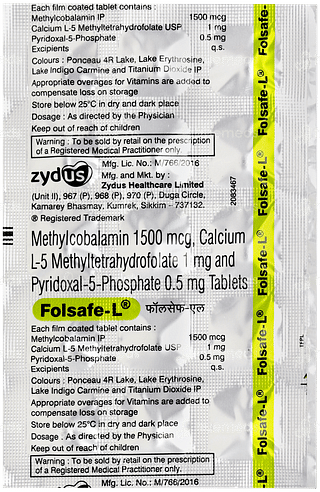 Each film coated tablet contains :
Methylcobalamin IP 1500 mcg
Calcium L-5 Methyltetrahydrofolate USP 1 mg
Pyridoxal-5-Phosphate 0.5 mg
Excipients q.s.
Colours : Ponceau 4R Lake, Lake Erythrosine,
Lake Indigo Carmine and Titanium Dioxide IP
Appropriate overages for Vitamins are added to
compensate loss on storage
Store below 25°C in dry and dark place
Dosage : As directed by the Physician
Keep out of reach of children
Warning : To be sold by retail on the prescription
of a Registered Medical Practitioner only.
zydus
Mfg. Lic. No.: M/766/2016
Mfg. and Mkt. by :
Zydus Healthcare Limited
(Unit II), 967 (P), 968 (P), 970 (P), Duga Circle,
Kamarey Bhasmay, Kumrek, Sikkim – 737132.
® Registered Trademark
2083467
Methylcobalamin 1500 mcg, Calcium
L-5 Methyltetrahydrofolate 1 mg and
Pyridoxal-5-Phosphate 0.5 mg Tablets
Folsafe-L® फॉलसेफ-एल
Each film coated tablet contains :
Methylcobalamin IP 1500 mcg
Calcium L-5 Methyltetrahydrofolate USP 1 mg
Pyridoxal-5-Phosphate 0.5 mg
Excipients q.s.
Colours : Ponceau 4R Lake, Lake Erythrosine,
Lake Indigo Carmine and Titanium Dioxide IP
Appropriate overages for Vitamins are added to
compensate loss on storage
Store below 25°C in dry and dark place
Dosage : As directed by the Physician
Keep out of reach of children
Warning : To be sold by retail on the prescription
of a Registered Medical Practitioner only.
Mfg. Lic. No.: M/766/2016
Folsafe-L®
Folsafe-L®
Folsafe-L®
Folsafe-L®
Folsafe-L®
Folsafe-L®
-L®
TFPL